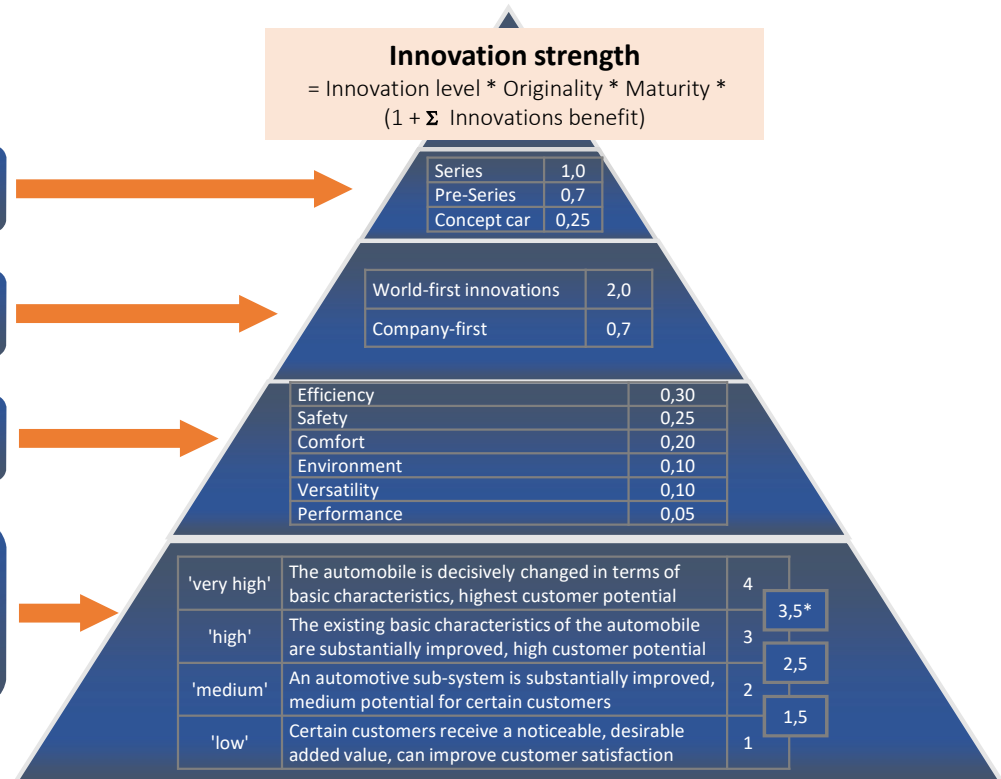 Innovation strength
= Innovation level * Originality * Maturity *
(1 + Σ Innovations benefit)
Series 1,0
Pre-Series 0,7
Concept car 0,25
World-first innovations 2,0
Company-first 0,7
Efficiency 0,30
Safety 0,25
Comfort 0,20
Environment 0,10
Versatility 0,10
Performance 0,05
'very high' The automobile is decisively changed in terms of
basic characteristics, highest customer potential 4
3,5*
'high' The existing basic characteristics of the automobile
are substantially improved, high customer potential 3
2,5
'medium' An automotive sub-system is substantially improved,
medium potential for certain customers 2
1,5
'low' Certain customers receive a noticeable, desirable
added value, can improve customer satisfaction 1